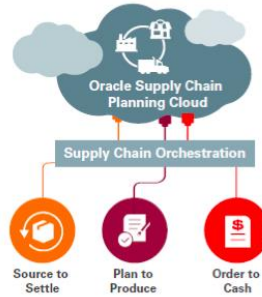 Oracle Supply Chain
Planning Cloud
Supply Chain Orchestration
$
Source to
Settle
Plan to
Produce
Order to
Cash